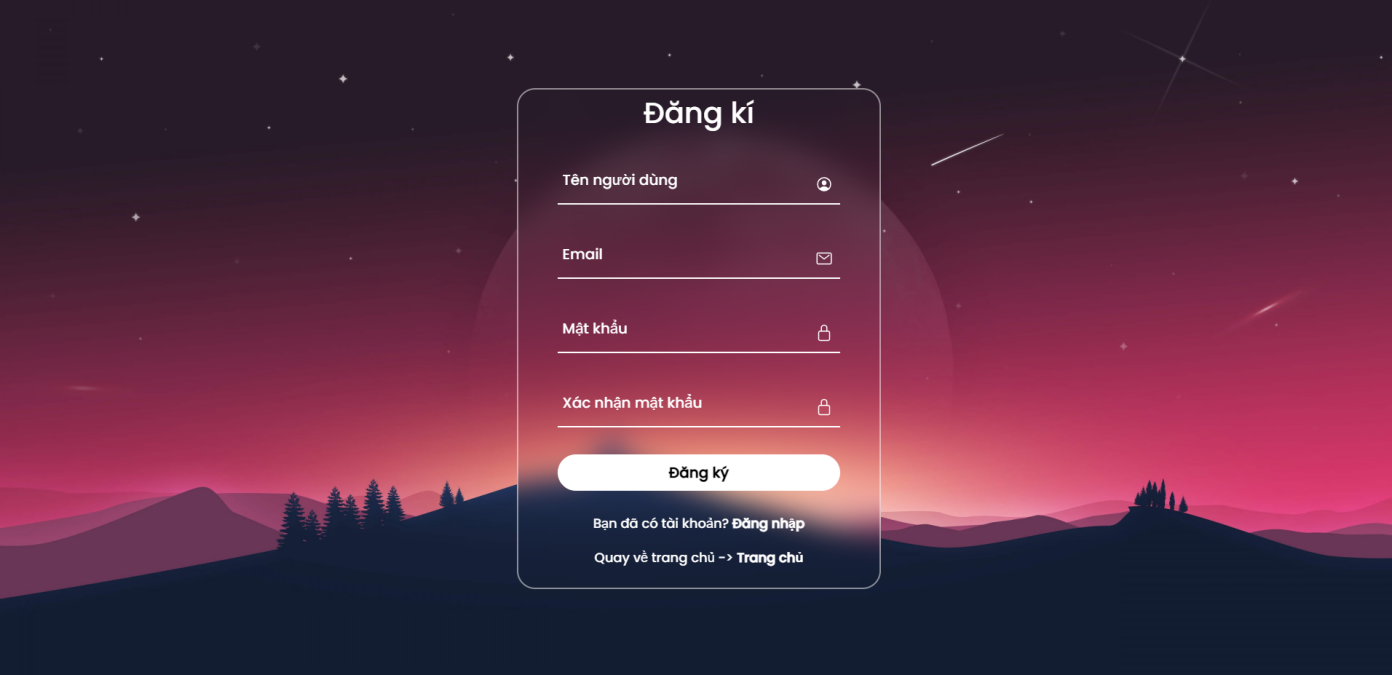 Đăng kí
Tên người dùng
Email
Mật khẩu
Xác nhận mật khẩu
Đăng ký
Bạn đã có tài khoản? Đăng nhập
Quay về trang chủ -> Trang chủ